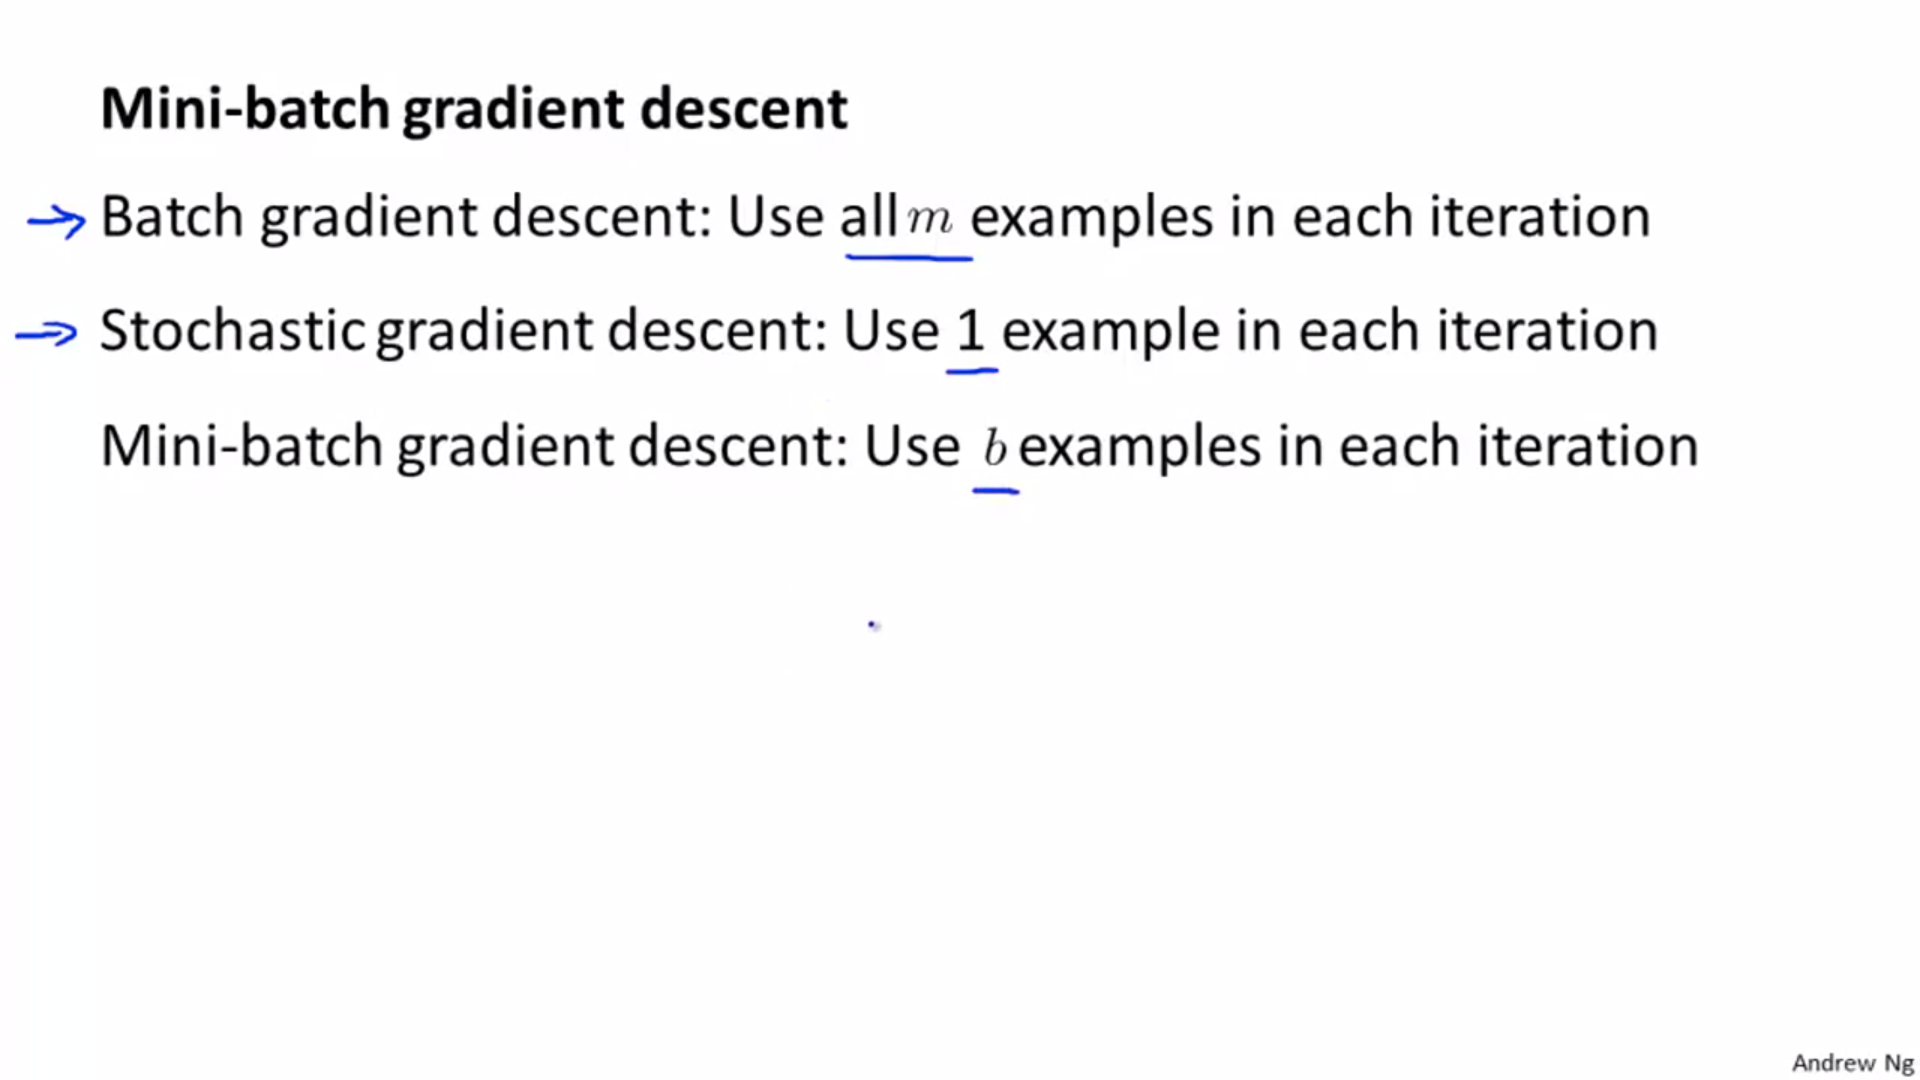 Mini-batch gradient descent
Batch gradient descent: Use all m examples in each iteration
Stochastic gradient descent: Use 1 example in each iteration
Mini-batch gradient descent: Use b examples in each iteration
Andrew Ng